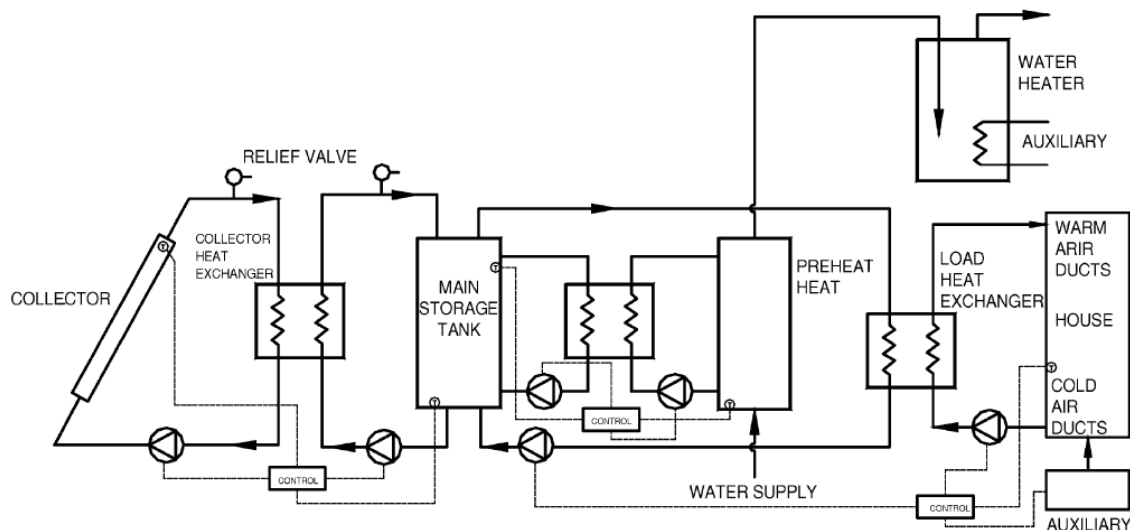 WATER
HEATER
AUXILIARY
RELIEF VALVE
COLLECTOR
HEAT
EXCHANGER
COLLECTOR
T
MAIN
STORAGE
TANK
T
T
CONTROL
CONTROL
T
PREHEAT
HEAT
WATER SUPPLY
LOAD
HEAT
EXCHANGER
WARM
ARIR
DUCTS
HOUSE
T
COLD
AIR
DUCTS
CONTROL
AUXILIARY